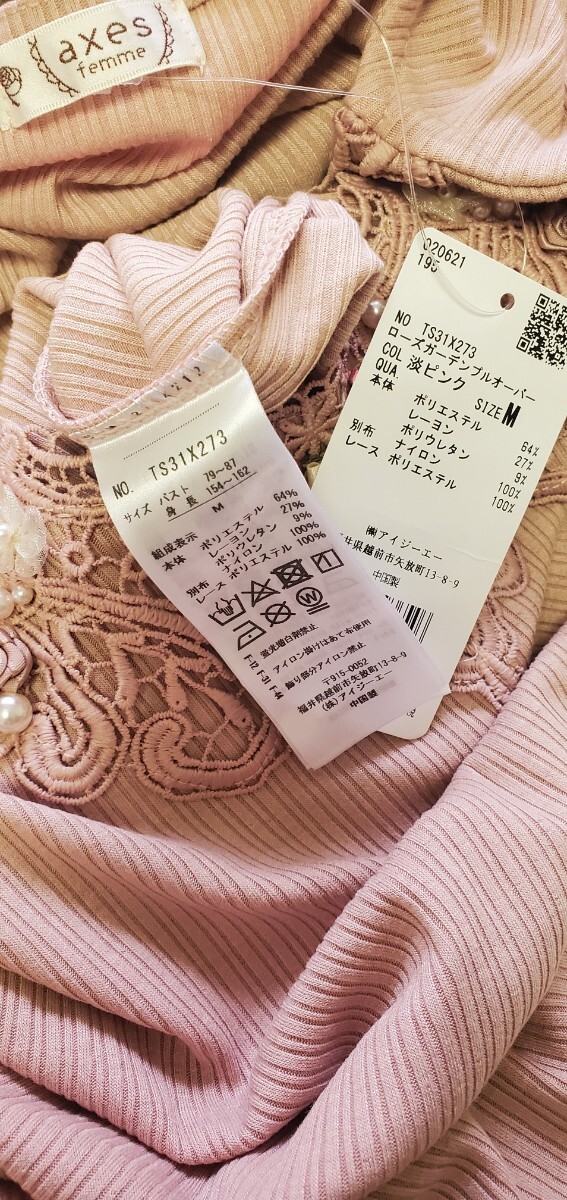 axes
femme
020621
195
NO TS31X273
ローズガーデンプルオーバー
COL 淡ピンク
QUA SIZE M
本体 ポリエステル 64%
レーヨン 27%
ポリウレタン 9%
別布 ナイロン 100%
レース ポリエステル 100%
㈱アイジーエー
福井県越前市矢放町13-8-9
中国製
NO. TS31X273
サイズ バスト 79~87
身長 154~162
M
組成表示
本体 ポリエステル 64%
レーヨン 27%
ポリウレタン 9%
別布 ナイロン 100%
レース ポリエステル 100%
蛍光増白剤禁止
アイロン掛けはあて布使用
飾り部分アイロン禁止
〒915-0052
福井県越前市矢放町13-8-9
(株)アイジーエー
中国製